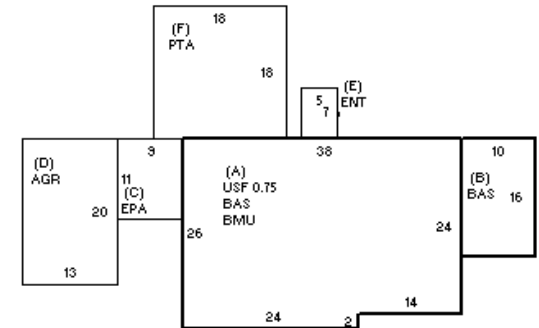 18
(F)
PTA
18
(E)
ENT
5
7
9
38
10
(D)
AGR
(A)
USF 0.75
BAS
BMU
(B)
BAS
16
11
(C)
EPA
20
26
24
13
24
2
14